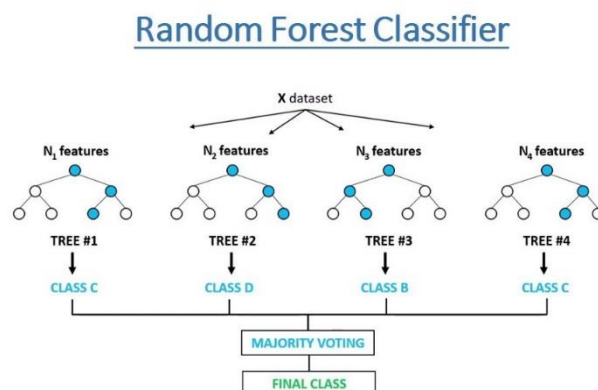 Random Forest Classifier
X dataset
N₁ features N₂ features N₃ features N₄ features
TREE #1 TREE #2 TREE #3 TREE #4
CLASS C CLASS D CLASS B CLASS C
MAJORITY VOTING
FINAL CLASS